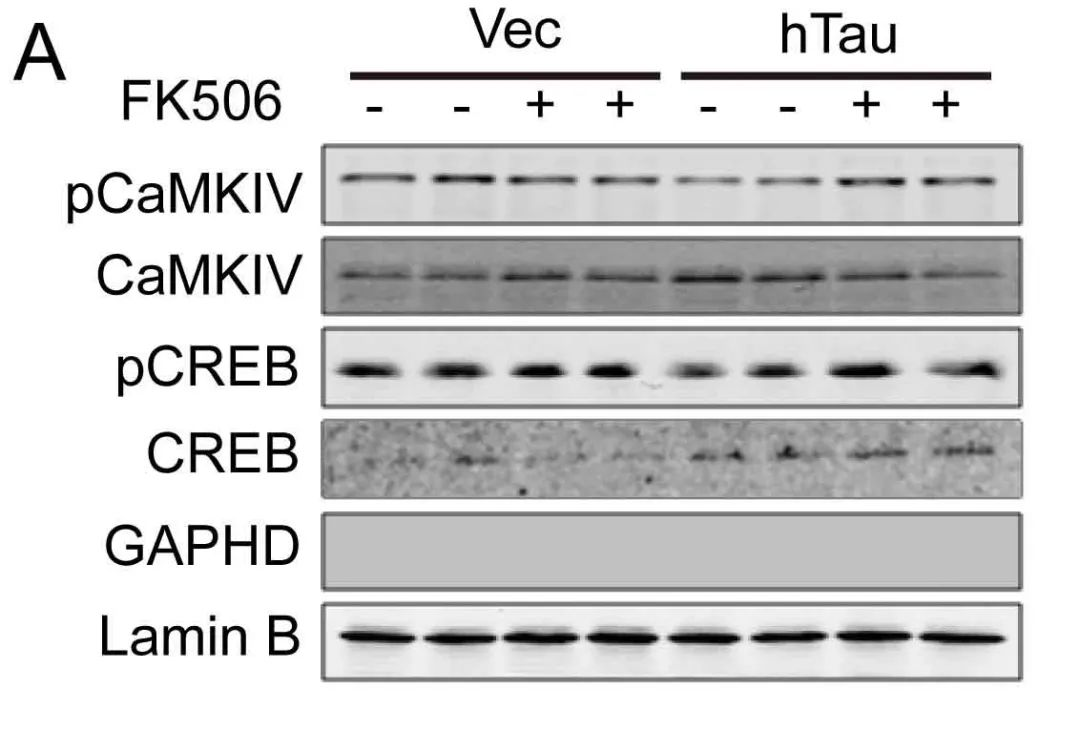 A
Vec hTau
FK506 - - + + - - + +
pCaMKIV
CaMKIV
pCREB
CREB
GAPHD
Lamin B